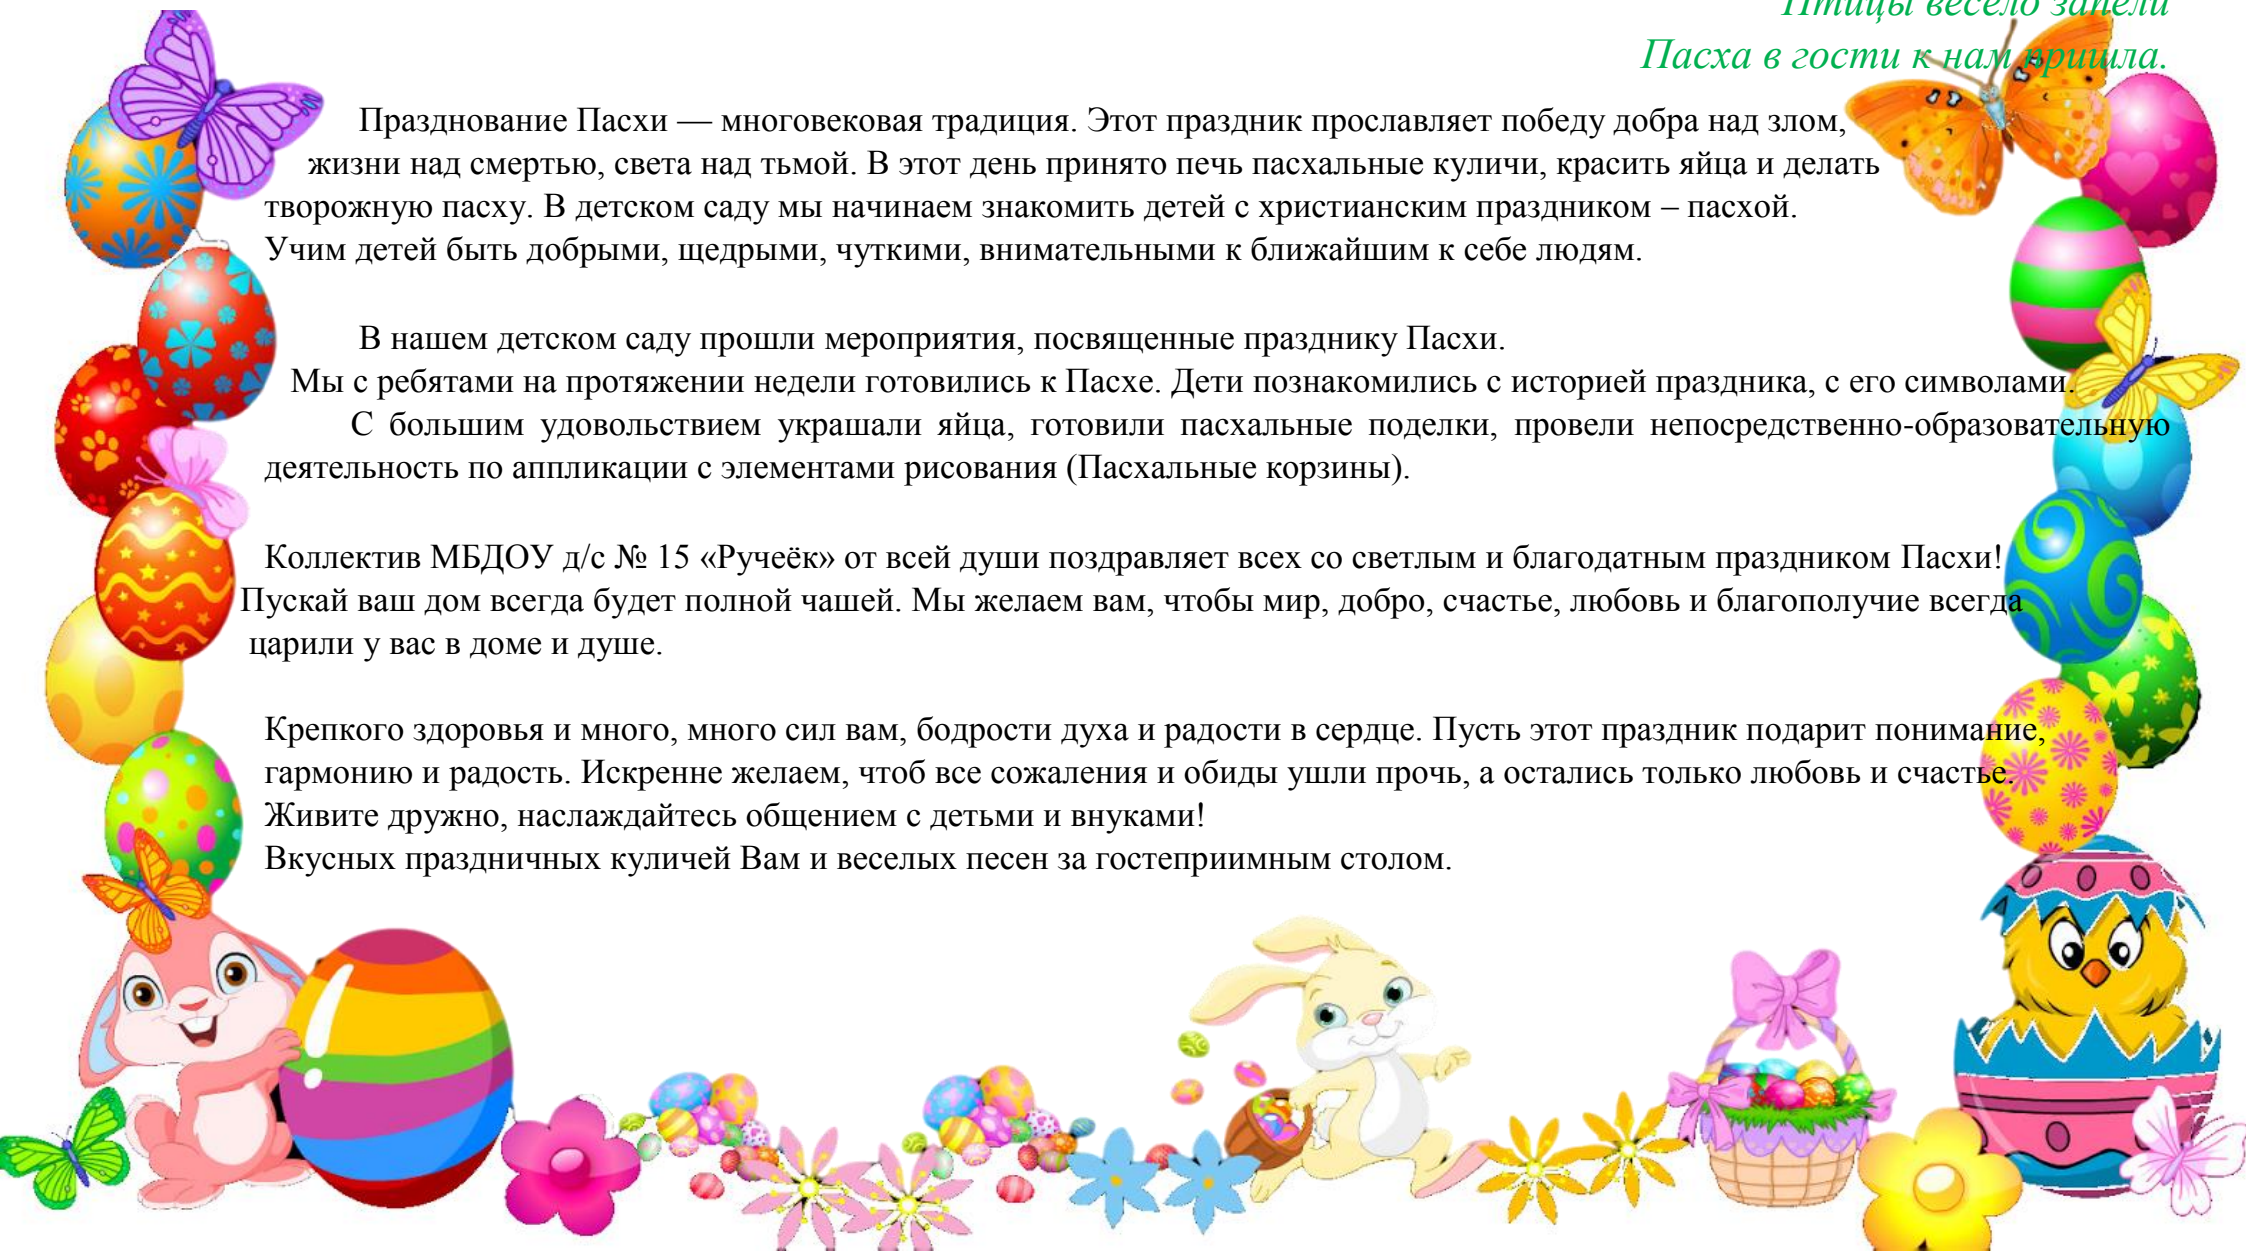 Птицы весело запели
Пасха в гости к нам пришла.
Празднование Пасхи — многовековая традиция. Этот праздник прославляет победу добра над злом,
жизни над смертью, света над тьмой. В этот день принято печь пасхальные куличи, красить яйца и делать
творожную пасху. В детском саду мы начинаем знакомить детей с христианским праздником – пасхой.
Учим детей быть добрыми, щедрыми, чуткими, внимательными к ближайшим к себе людям.
В нашем детском саду прошли мероприятия, посвященные празднику Пасхи.
Мы с ребятами на протяжении недели готовились к Пасхе. Дети познакомились с историей праздника, с его символами.
С большим удовольствием украшали яйца, готовили пасхальные поделки, провели непосредственно-образовательную
деятельность по аппликации с элементами рисования (Пасхальные корзины).
Коллектив МБДОУ д/с № 15 «Ручеёк» от всей души поздравляет всех со светлым и благодатным праздником Пасхи!
Пускай ваш дом всегда будет полной чашей. Мы желаем вам, чтобы мир, добро, счастье, любовь и благополучие всегда
царили у вас в доме и душе.
Крепкого здоровья и много, много сил вам, бодрости духа и радости в сердце. Пусть этот праздник подарит понимание,
гармонию и радость. Искренне желаем, чтоб все сожаления и обиды ушли прочь, а остались только любовь и счастье.
Живите дружно, наслаждайтесь общением с детьми и внуками!
Вкусных праздничных куличей Вам и веселых песен за гостеприимным столом.